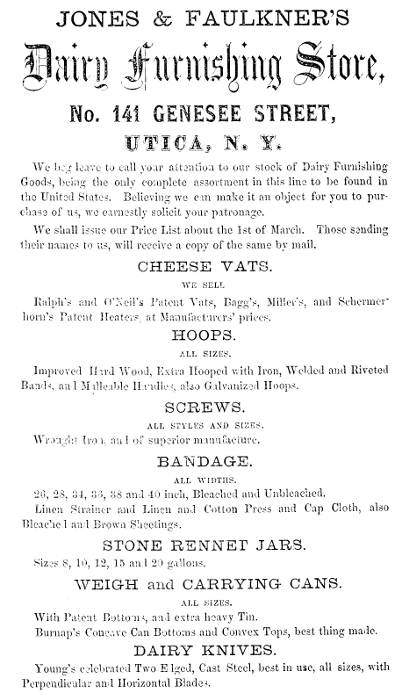 JONES & FAULKNER'S
Dairy Furnishing Store,
No. 141 GENESEE STREET,
UTICA, N. Y.
We beg leave to call your attention to our stock of Dairy Furnishing
Goods, being the only complete assortment in this line to be found in
the United States. Believing we can make it an object for you to pur-
chase of us, we earnestly solicit your patronage.
We shall issue our Price List about the 1st of March. Those sending
their names to us, will receive a copy of the same by mail.
CHEESE VATS.
WE SELL
Ralph's and O'Neil's Patent Vats, Bagg's, Miller's, and Schermer-
horn's Patent Heaters at Manufacturers' prices.
HOOPS.
ALL SIZES.
Improved Hard Wood, Extra Hooped with Iron, Welded and Riveted
Bands, and Malleable Handles, also Galvanized Hoops.
SCREWS.
ALL STYLES AND SIZES.
Wrought Iron, and of superior manufacture.
BANDAGE.
ALL WIDTHS.
26, 28, 34, 36, 38 and 40 inch, Bleached and Unbleached.
Linen Strainer and Linen and Cotton Press and Cap Cloth, also
Bleached and Brown Sheetings.
STONE RENNET JARS.
Sizes 8, 10, 12, 15 and 20 gallons.
WEIGH and CARRYING CANS.
ALL SIZES.
With Patent Bottoms, and extra heavy Tin.
Burnap's Concave Can Bottoms and Convex Tops, best thing made.
DAIRY KNIVES.
Young's celebrated Two Edged, Cast Steel, best in use, all sizes, with
Perpendicular and Horizontal Blades.